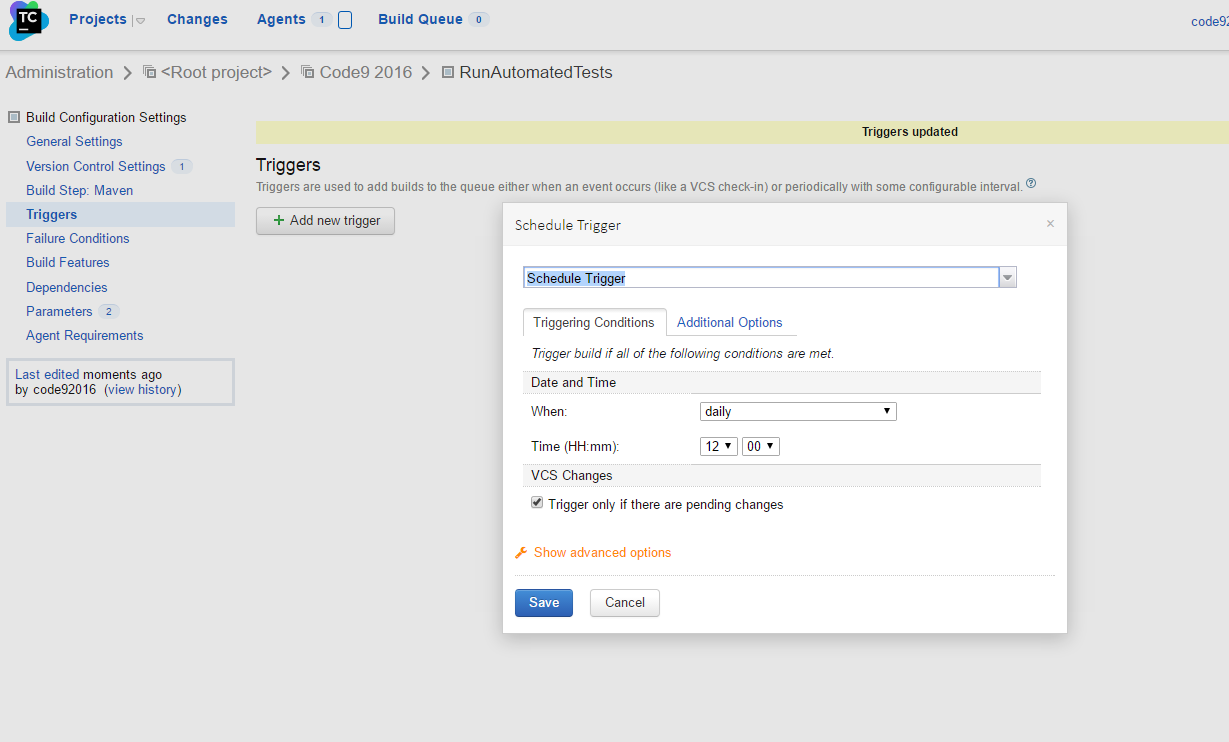 TC Projects Changes Agents 1 Build Queue 0 code92
Administration <Root project> Code9 2016 RunAutomatedTests
Build Configuration Settings
General Settings
Version Control Settings 1
Build Step: Maven
Triggers
Failure Conditions
Build Features
Dependencies
Parameters 2
Agent Requirements
Last edited moments ago
by code92016 (view history)
Triggers updated
Triggers
Triggers are used to add builds to the queue either when an event occurs (like a VCS check-in) or periodically with some configurable interval. ?
+ Add new trigger
Schedule Trigger ×
Schedule Trigger
Triggering Conditions Additional Options
Trigger build if all of the following conditions are met.
Date and Time
When: daily
Time (HH:mm): 12 00
VCS Changes
Trigger only if there are pending changes
Show advanced options
Save Cancel